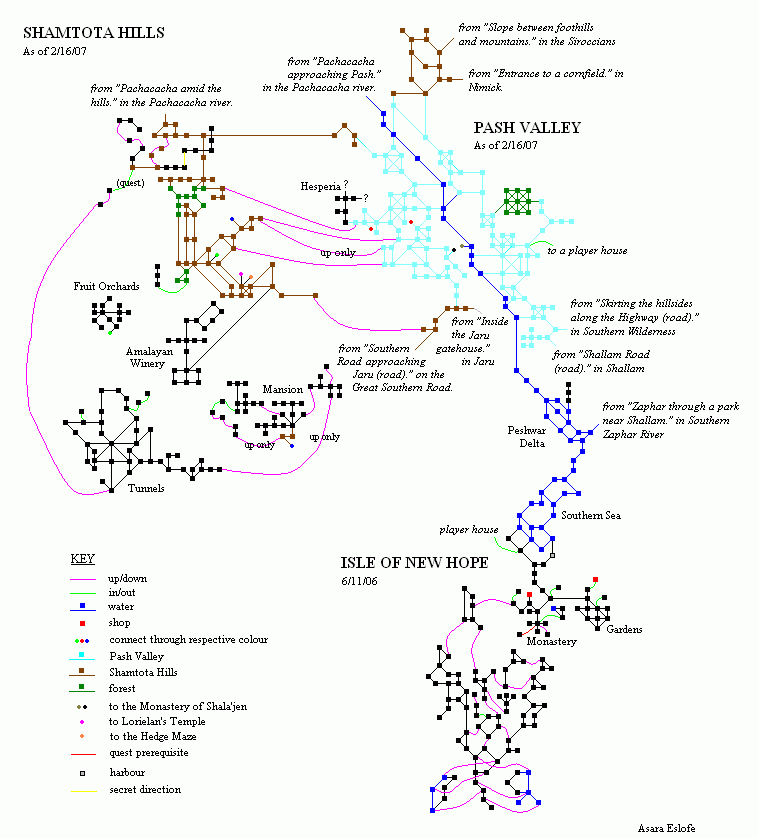 SHAMTOTA HILLS
As of 2/16/07
from "Slope between foothills
and mountains." in the Siroccians
from "Pachacacha
approaching Pash."
in the Pachacacha river.
from "Entrance to a cornfield." in
Nimick.
from "Pachacacha amid the
hills." in the Pachacacha river.
PASH VALLEY
As of 2/16/07
(quest)
Hesperia ?
?
up only
to a player house
Fruit Orchards
from "Skirting the hillsides
along the Highway (road)."
in Southern Wilderness
from "Inside
the Jaru
gatehouse."
in Jaru
from "Southern
Road approaching
Jaru (road)." on the
Great Southern Road.
from "Shallam Road
(road)." in Shallam
Amalayan
Winery
Mansion
from "Zaphar through a park
near Shallam." in Southern
Zaphar River
Peshwar
Delta
up only
up only
Tunnels
Southern Sea
player house
ISLE OF NEW HOPE
6/11/06
KEY
up/down
in/out
water
shop
connect through respective colour
Pash Valley
Shamtota Hills
forest
to the Monastery of Shala'jen
to Lorielan's Temple
to the Hedge Maze
quest prerequisite
harbour
secret direction
Gardens
Monastery
Asara Eslofe